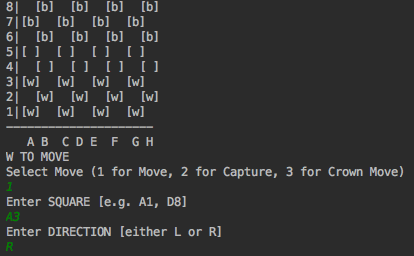 8|  [b]  [b]  [b]  [b]
7|[b]  [b]  [b]  [b]
6|  [b]  [b]  [b]  [b]
5|[ ]  [ ] [ ]  [ ]
4|  [ ] [ ]  [ ]  [ ]
3|[w]  [w]  [w]  [w]
2|  [w]  [w]  [w]  [w]
1|[w]  [w]  [w]  [w]
_____________________
   A B  C D E  F  G H
W TO MOVE
Select Move (1 for Move, 2 for Capture, 3 for Crown Move)
1
Enter SQUARE [e.g. A1, D8]
A3
Enter DIRECTION [either L or R]
R